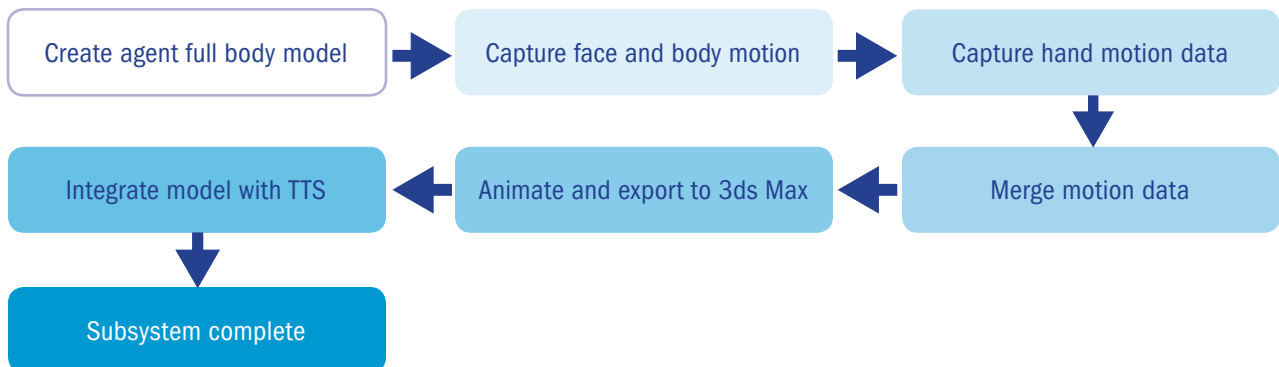 Create agent full body model
Capture face and body motion
Capture hand motion data
Merge motion data
Animate and export to 3ds Max
Integrate model with TTS
Subsystem complete